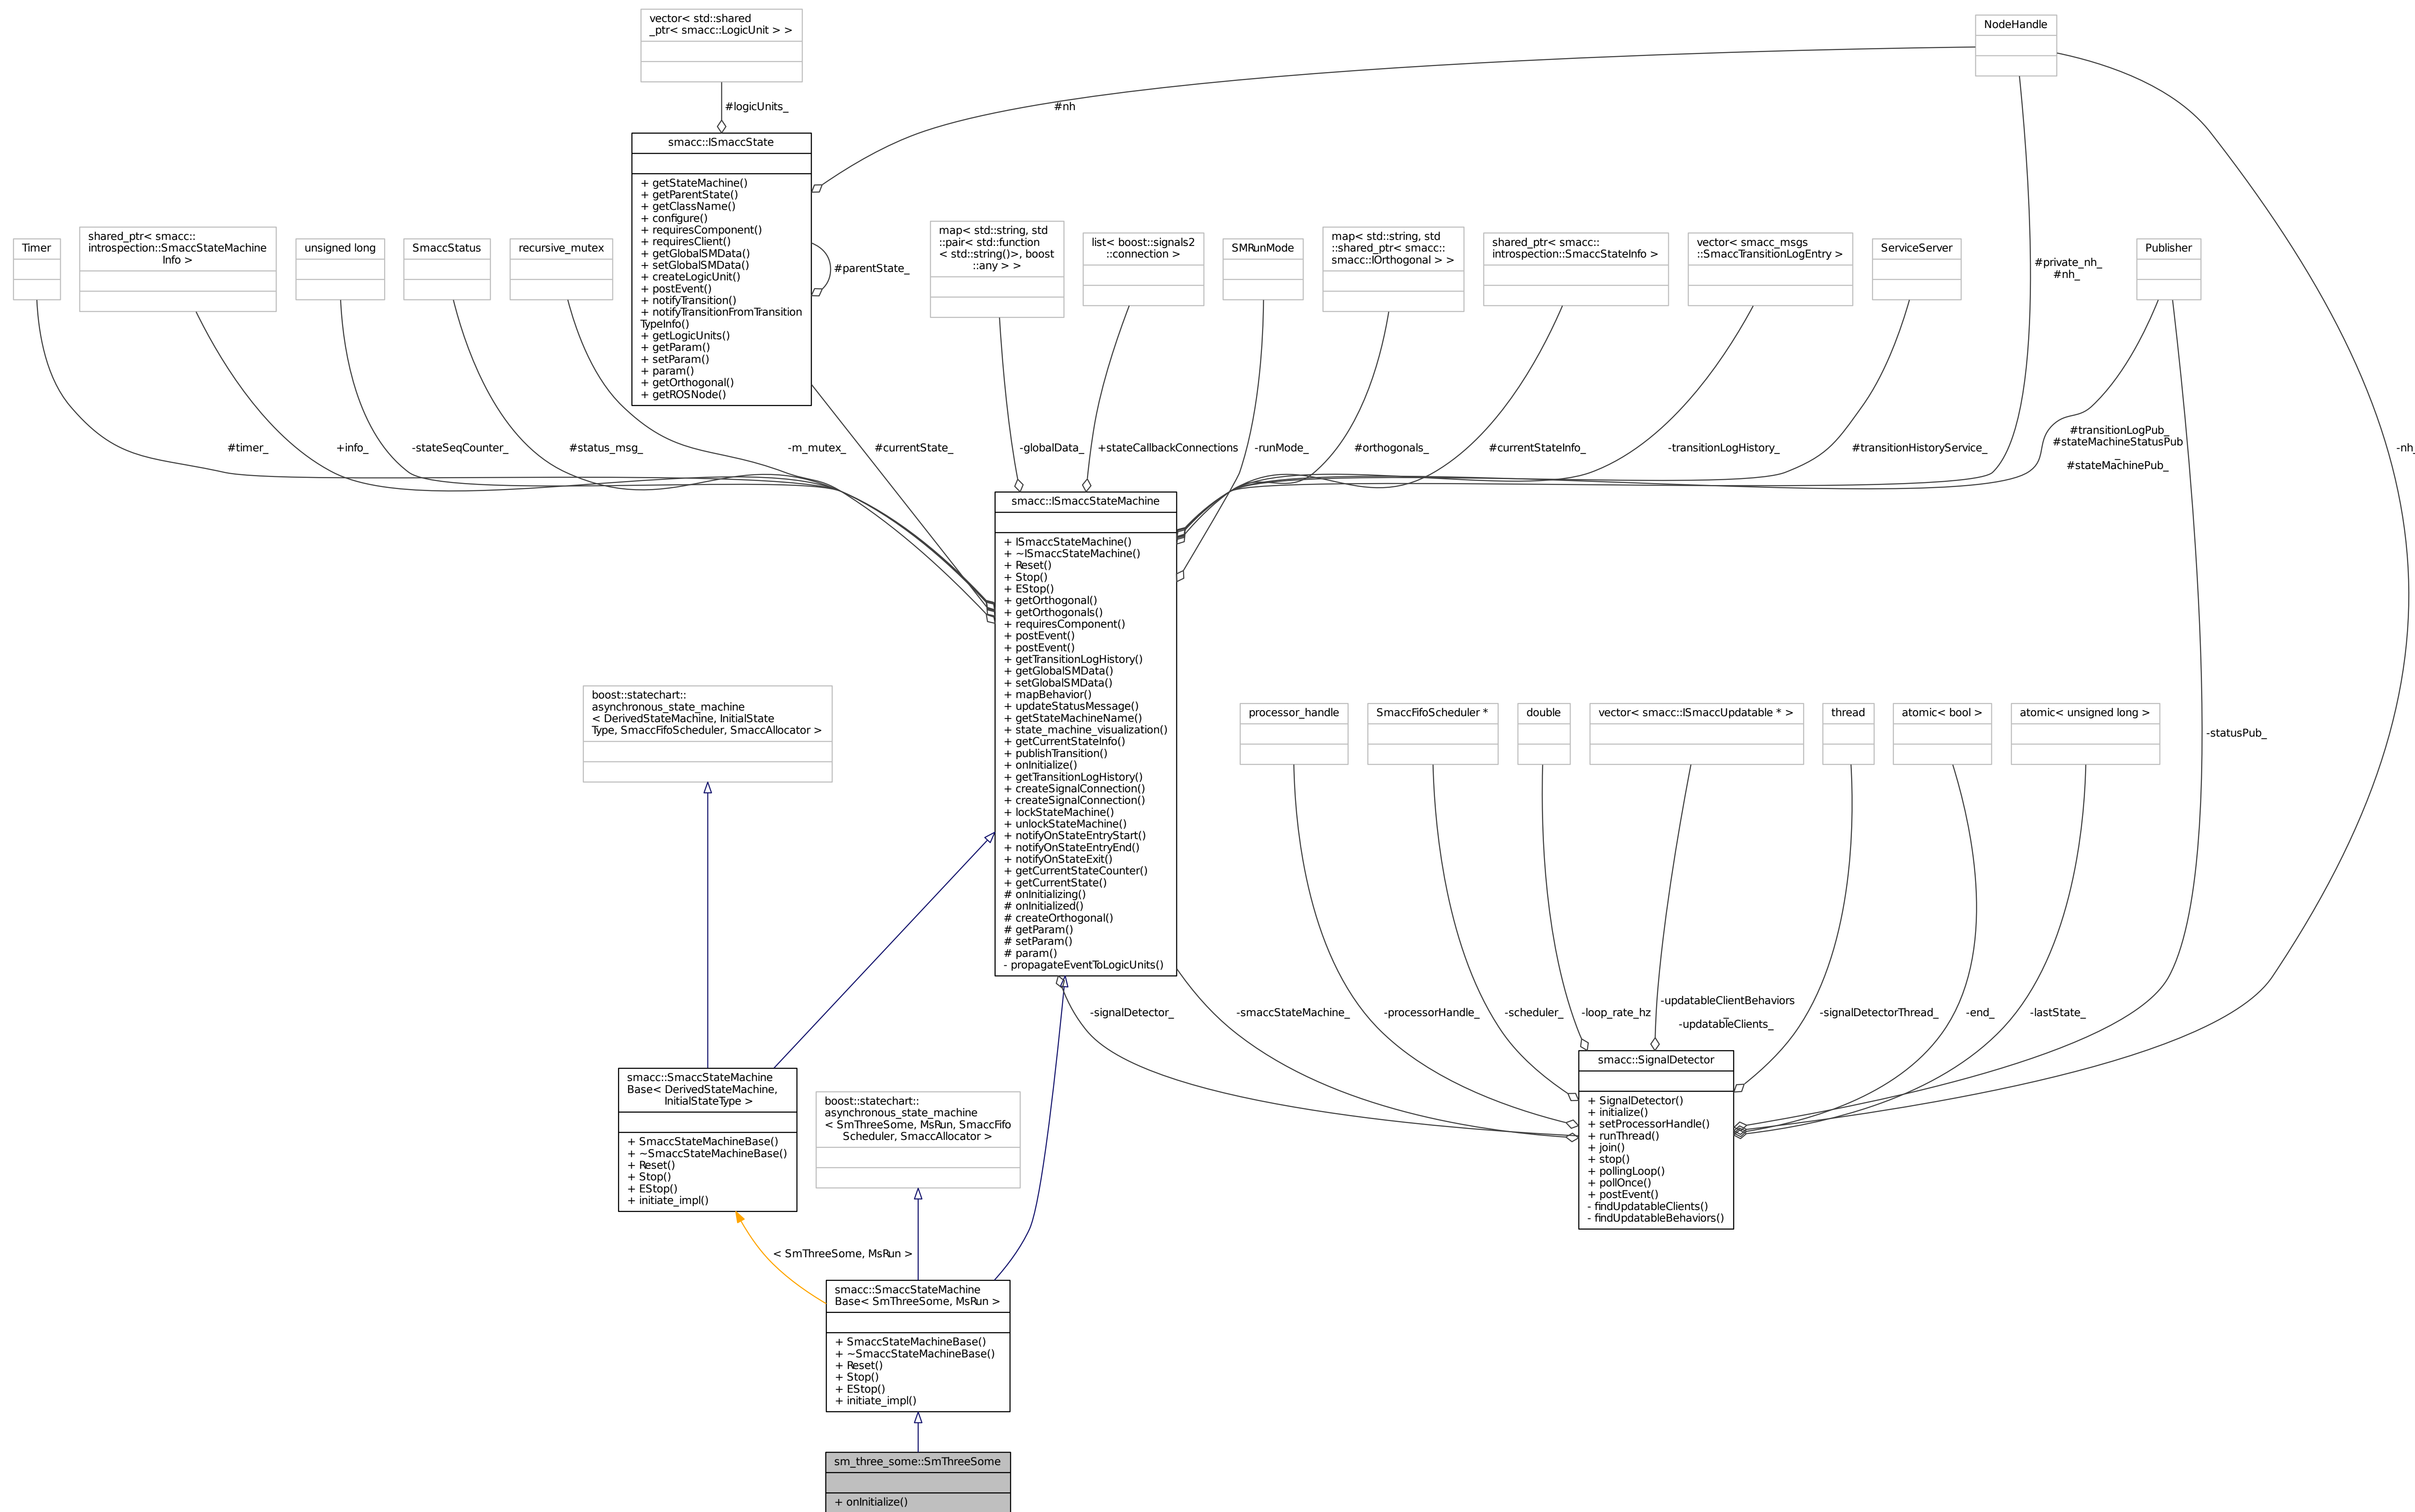 vector< std::shared
_ptr< smacc::LogicUnit > >
NodeHandle
#logicUnits_
#nh
smacc::ISmaccState
+ getStateMachine()
+ getParentState()
+ getClassName()
+ configure()
+ requiresComponent()
+ requiresClient()
+ getGlobalSMData()
+ setGlobalSMData()
+ createLogicUnit()
+ postEvent()
+ notifyTransition()
+ notifyTransitionFromTransition
TypeInfo()
+ getLogicUnits()
+ getParam()
+ setParam()
+ param()
+ getOrthogonal()
+ getROSNode()
#parentState_
Timer
shared_ptr< smacc::
introspection::SmaccStateMachine
Info >
unsigned long
SmaccStatus
recursive_mutex
map< std::string, std
::pair< std::function
< std::string()>, boost
::any > >
list< boost::signals2
::connection >
SMRunMode
map< std::string, std
::shared_ptr< smacc::
smacc::IOrthogonal > >
shared_ptr< smacc::
introspection::SmaccStateInfo >
vector< smacc_msgs
::SmaccTransitionLogEntry >
ServiceServer
#private_nh_
#nh_
Publisher
#timer_
+info_
-stateSeqCounter_
#status_msg_
-m_mutex_
#currentState_
-globalData_
+stateCallbackConnections
-runMode_
#orthogonals_
#currentStateInfo_
-transitionLogHistory_
#transitionHistoryService_
#transitionLogPub_
#stateMachineStatusPub
_
#stateMachinePub_
-nh_
smacc::ISmaccStateMachine
+ ISmaccStateMachine()
+ ~ISmaccStateMachine()
+ Reset()
+ Stop()
+ EStop()
+ getOrthogonal()
+ getOrthogonals()
+ requiresComponent()
+ postEvent()
+ postEvent()
+ getTransitionLogHistory()
+ getGlobalSMData()
+ setGlobalSMData()
+ mapBehavior()
+ updateStatusMessage()
+ getStateMachineName()
+ state_machine_visualization()
+ getCurrentStateInfo()
+ publishTransition()
+ onInitialize()
+ getTransitionLogHistory()
+ createSignalConnection()
+ createSignalConnection()
+ lockStateMachine()
+ unlockStateMachine()
+ notifyOnStateEntryStart()
+ notifyOnStateEntryEnd()
+ notifyOnStateExit()
+ getCurrentStateCounter()
+ getCurrentState()
# onInitializing()
# onInitialized()
# createOrthogonal()
# getParam()
# setParam()
# param()
- propagateEventToLogicUnits()
boost::statechart::
asynchronous_state_machine
< DerivedStateMachine, InitialState
Type, SmaccFifoScheduler, SmaccAllocator >
processor_handle
SmaccFifoScheduler *
double
vector< smacc::ISmaccUpdatable * >
thread
atomic< bool >
atomic< unsigned long >
-statusPub_
-signalDetector_
-smaccStateMachine_
-processorHandle_
-scheduler_
-loop_rate_hz
-updatableClientBehaviors
_
-updatableClients_
-signalDetectorThread_
-end_
-lastState_
smacc::SignalDetector
+ SignalDetector()
+ initialize()
+ setProcessorHandle()
+ runThread()
+ join()
+ stop()
+ pollingLoop()
+ pollOnce()
+ postEvent()
- findUpdatableClients()
- findUpdatableBehaviors()
smacc::SmaccStateMachine
Base< DerivedStateMachine,
InitialStateType >
+ SmaccStateMachineBase()
+ ~SmaccStateMachineBase()
+ Reset()
+ Stop()
+ EStop()
+ initiate_impl()
boost::statechart::
asynchronous_state_machine
< SmThreeSome, MsRun, SmaccFifo
Scheduler, SmaccAllocator >
< SmThreeSome, MsRun >
smacc::SmaccStateMachine
Base< SmThreeSome, MsRun >
+ SmaccStateMachineBase()
+ ~SmaccStateMachineBase()
+ Reset()
+ Stop()
+ EStop()
+ initiate_impl()
sm_three_some::SmThreeSome
+ onInitialize()